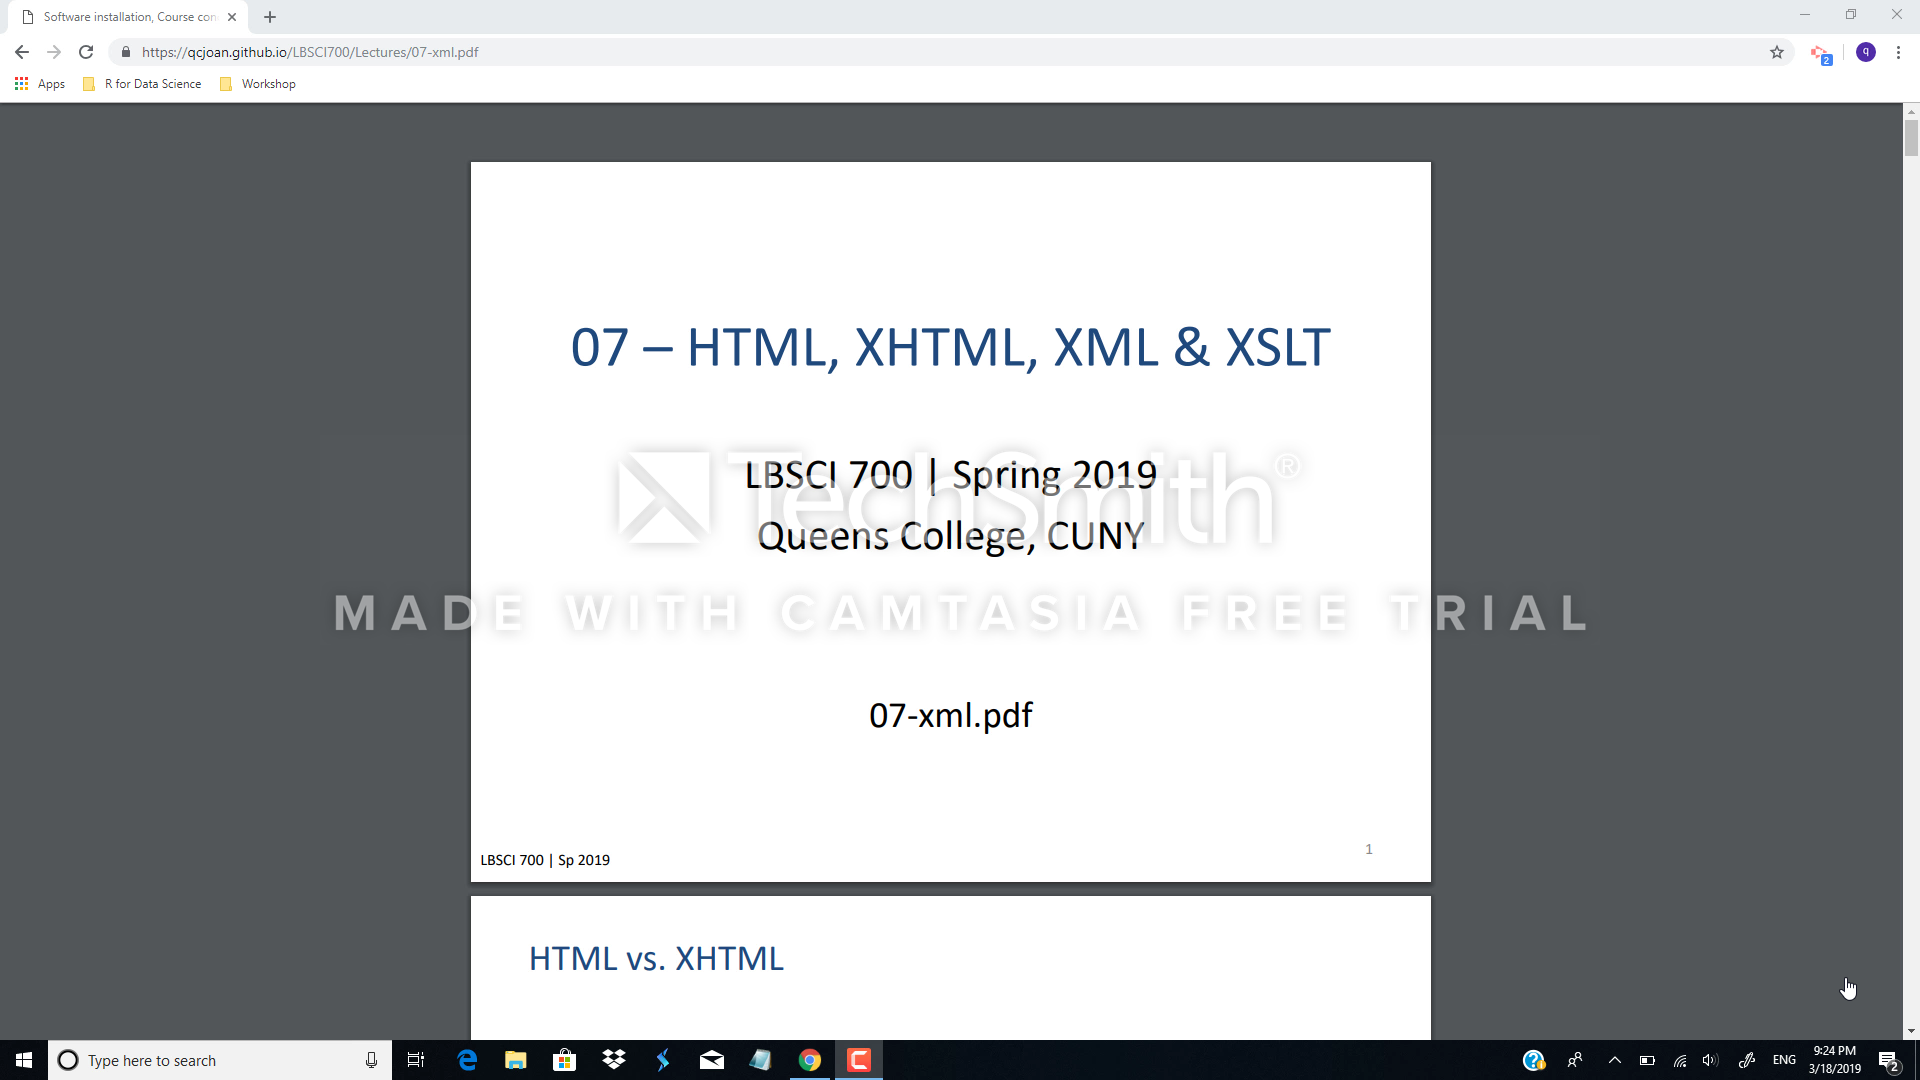 Software installation, Course con
https://qcjoan.github.io/LBSCI700/Lectures/07-xml.pdf
q
2
Apps
R for Data Science
Workshop
07 – HTML, XHTML, XML & XSLT
LBSCI 700 | Spring 2019
TechSmith®
Queens College, CUNY
MADE WITH CAMTASIA FREE TRIAL
07-xml.pdf
LBSCI 700 | Sp 2019
1
HTML vs. XHTML
Type here to search
ENG
9:24 PM
3/18/2019
2